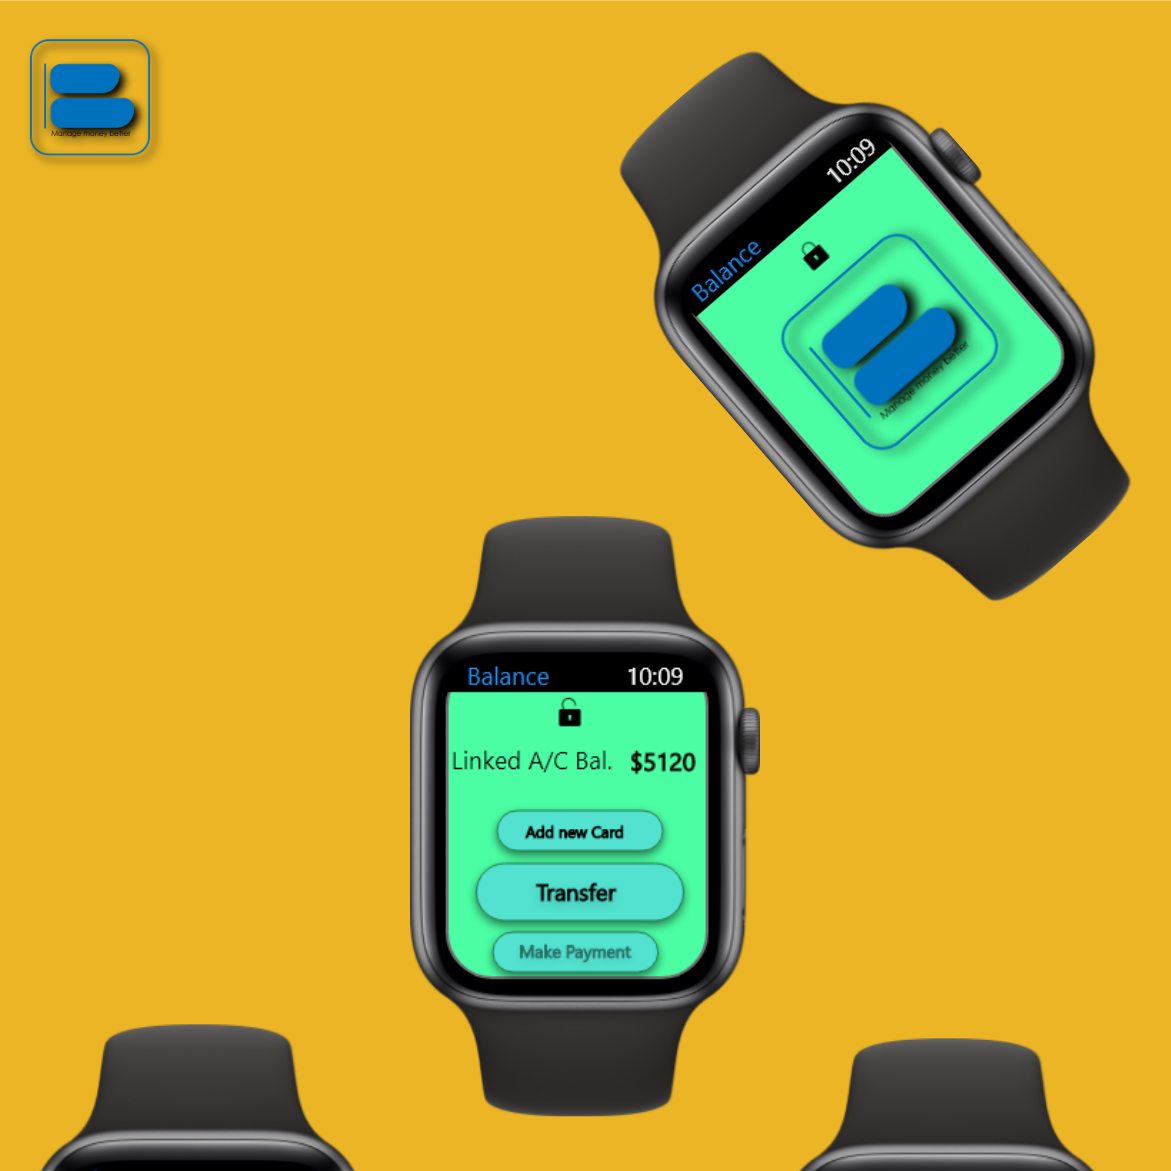 Manage money better
Balance 10:09
Manage money better
Balance 10:09
Linked A/C Bal. $5120
Add new Card
Transfer
Make Payment